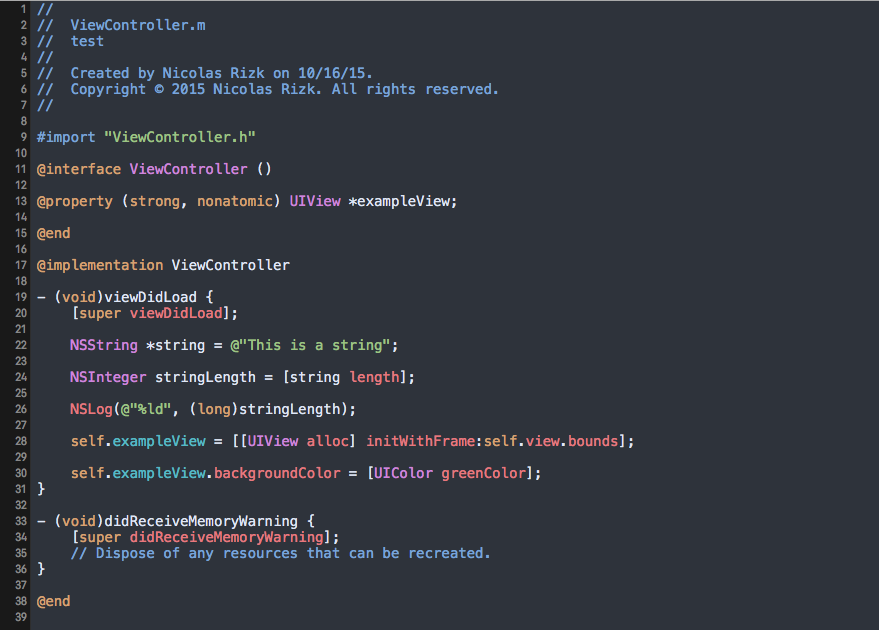 1 //
2 //  ViewController.m
3 //  test
4 //
5 //  Created by Nicolas Rizk on 10/16/15.
6 //  Copyright © 2015 Nicolas Rizk. All rights reserved.
7 //
8
9 #import "ViewController.h"
10
11 @interface ViewController ()
12
13 @property (strong, nonatomic) UIView *exampleView;
14
15 @end
16
17 @implementation ViewController
18
19 - (void)viewDidLoad {
20     [super viewDidLoad];
21
22     NSString *string = @"This is a string";
23
24     NSInteger stringLength = [string length];
25
26     NSLog(@"%ld", (long)stringLength);
27
28     self.exampleView = [[UIView alloc] initWithFrame:self.view.bounds];
29
30     self.exampleView.backgroundColor = [UIColor greenColor];
31 }
32
33 - (void)didReceiveMemoryWarning {
34     [super didReceiveMemoryWarning];
35     // Dispose of any resources that can be recreated.
36 }
37
38 @end
39